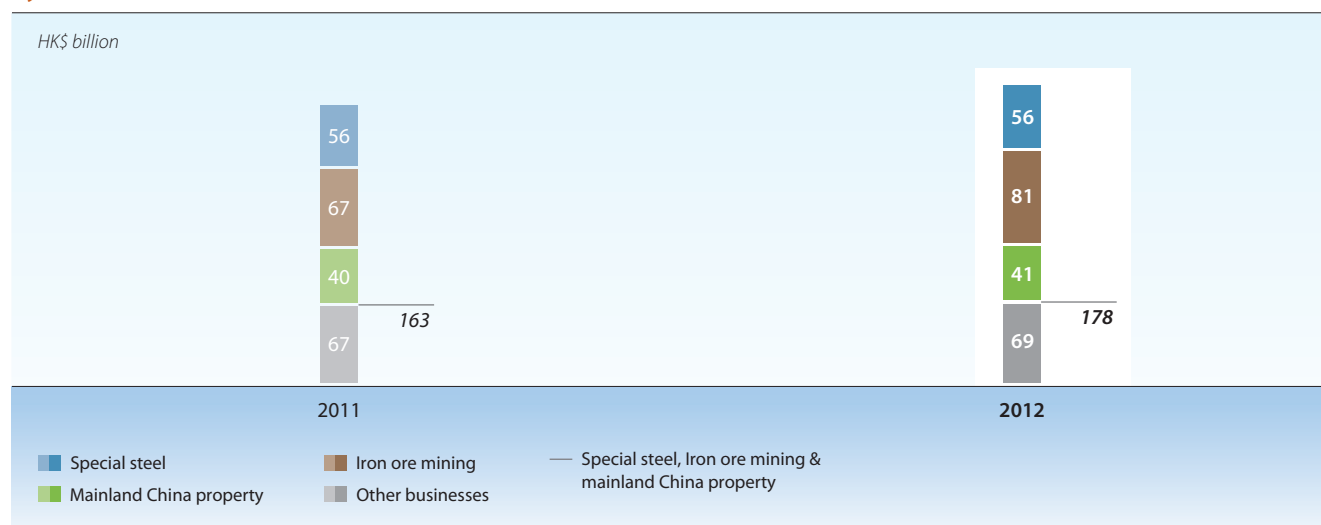 HK$ billion
56
67
40
163
67
56
81
41
178
69
2011
2012
Special steel
Iron ore mining
Special steel, Iron ore mining &
mainland China property
Mainland China property
Other businesses